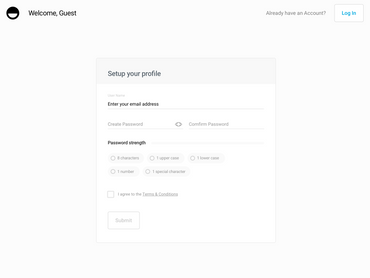 Welcome, Guest
Already have an Account?
Log In
Setup your profile
User Name
Enter your email address
Create Password
Comfirm Password
Password strength
8 characters
1 upper case
1 lower case
1 number
1 special character
I agree to the Terms & Conditions
Submit